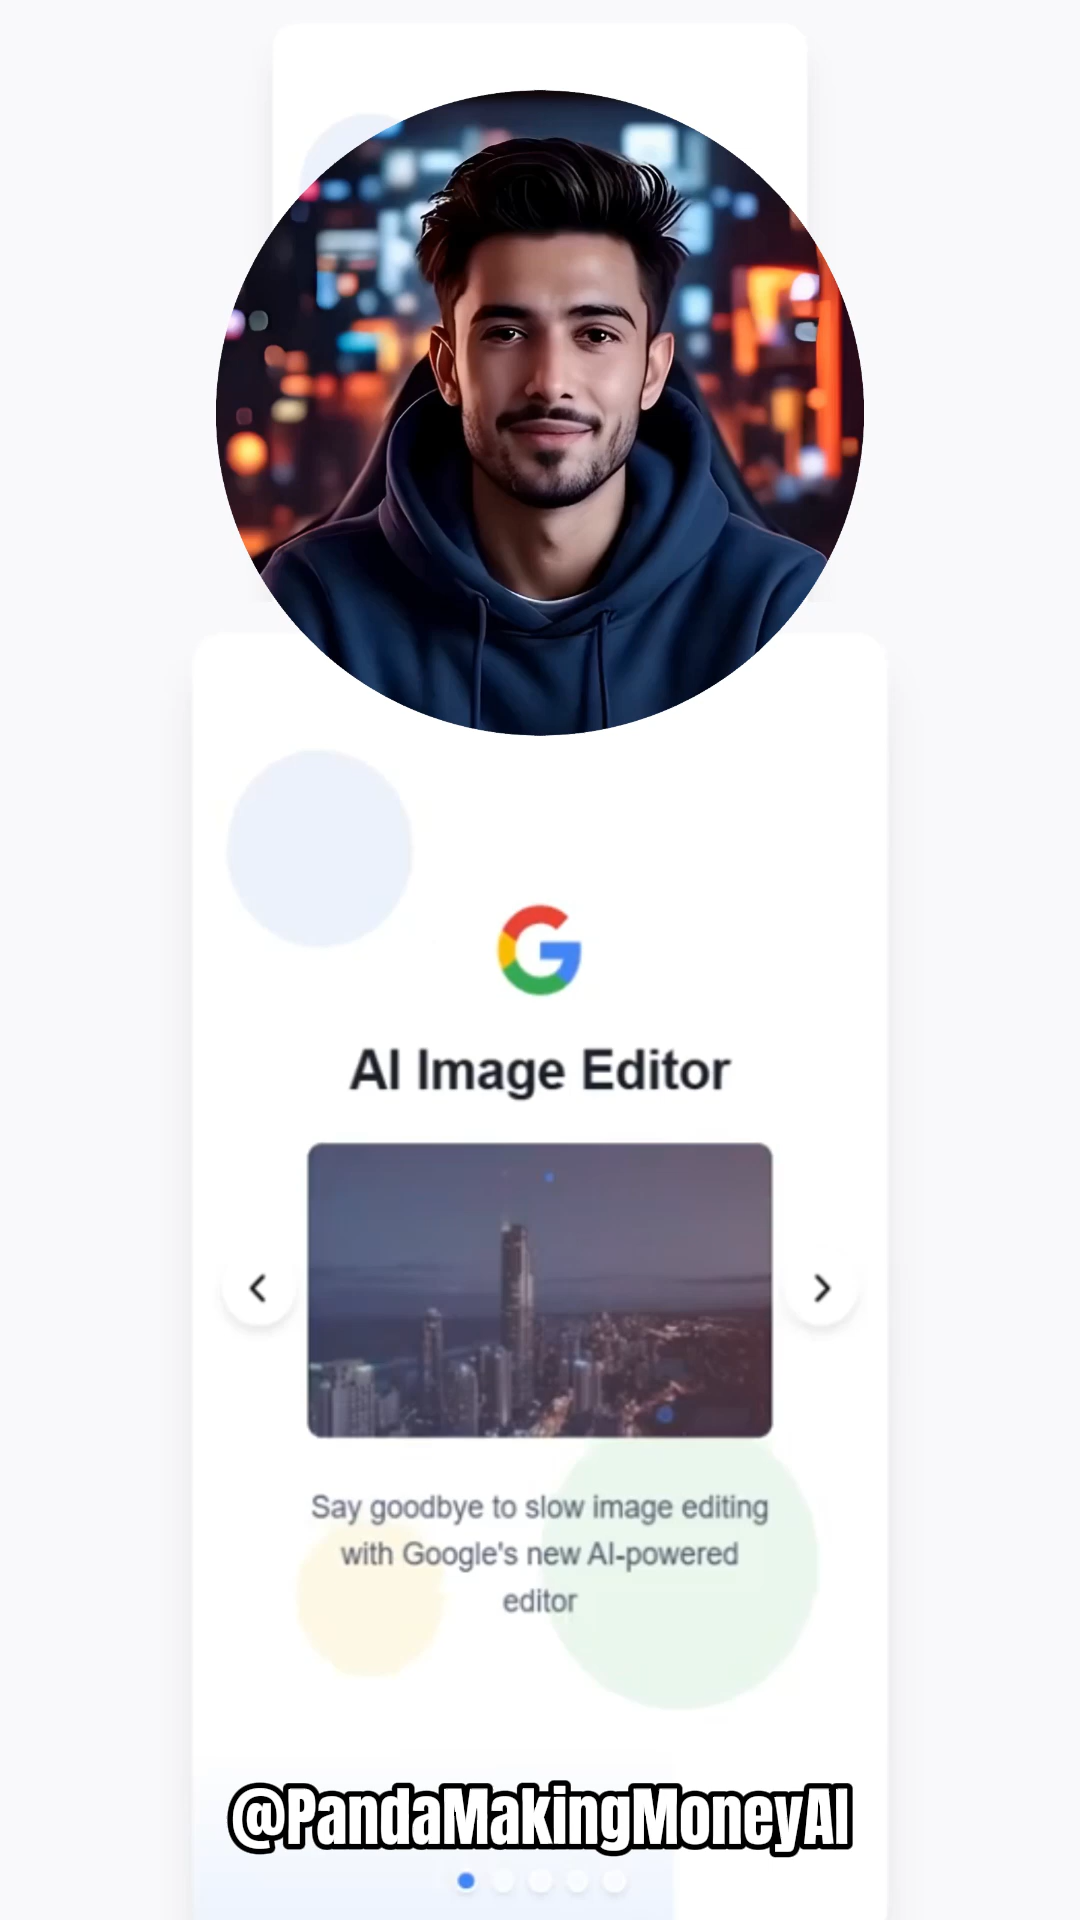 AI Image Editor
Say goodbye to slow image editing
with Google's new AI-powered
editor
@PandaMakingMoneyAI